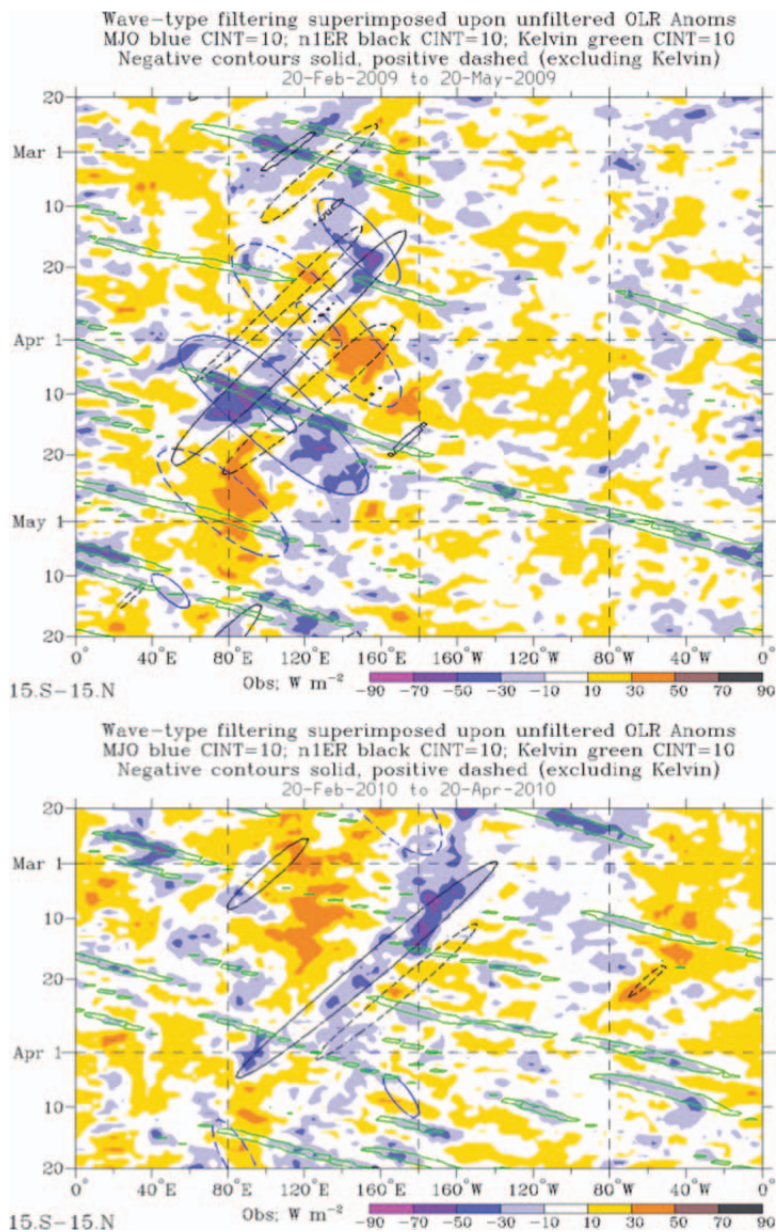 Wave-type filtering superimposed upon unfiltered OLR Anoms
MJO blue CINT=10; n1ER black CINT=10; Kelvin green CINT=10
Negative contours solid, positive dashed (excluding Kelvin)
20-Feb-2009 to 20-May-2009
20
Mar 1
10
20
Apr 1
10
20
May 1
10
20
0° 40 E 80 E 120 E 160 E 160 W 120 W 80 W 40 W 0°
15.S-15.N
Obs; W m-2
-90 -70 -50 -30 -10 10 30 50 70 90
Wave-type filtering superimposed upon unfiltered OLR Anoms
MJO blue CINT=10; n1ER black CINT=10; Kelvin green CINT=10
Negative contours solid, positive dashed (excluding Kelvin)
20-Feb-2010 to 20-Apr-2010
20
Mar 1
10
20
Apr 1
10
20
0° 40 E 80 E 120 E 160 E 160 W 120 W 80 W 40 W 0°
15.S-15.N
Obs; W m-2
-90 -70 -50 -30 -10 10 30 50 70 90